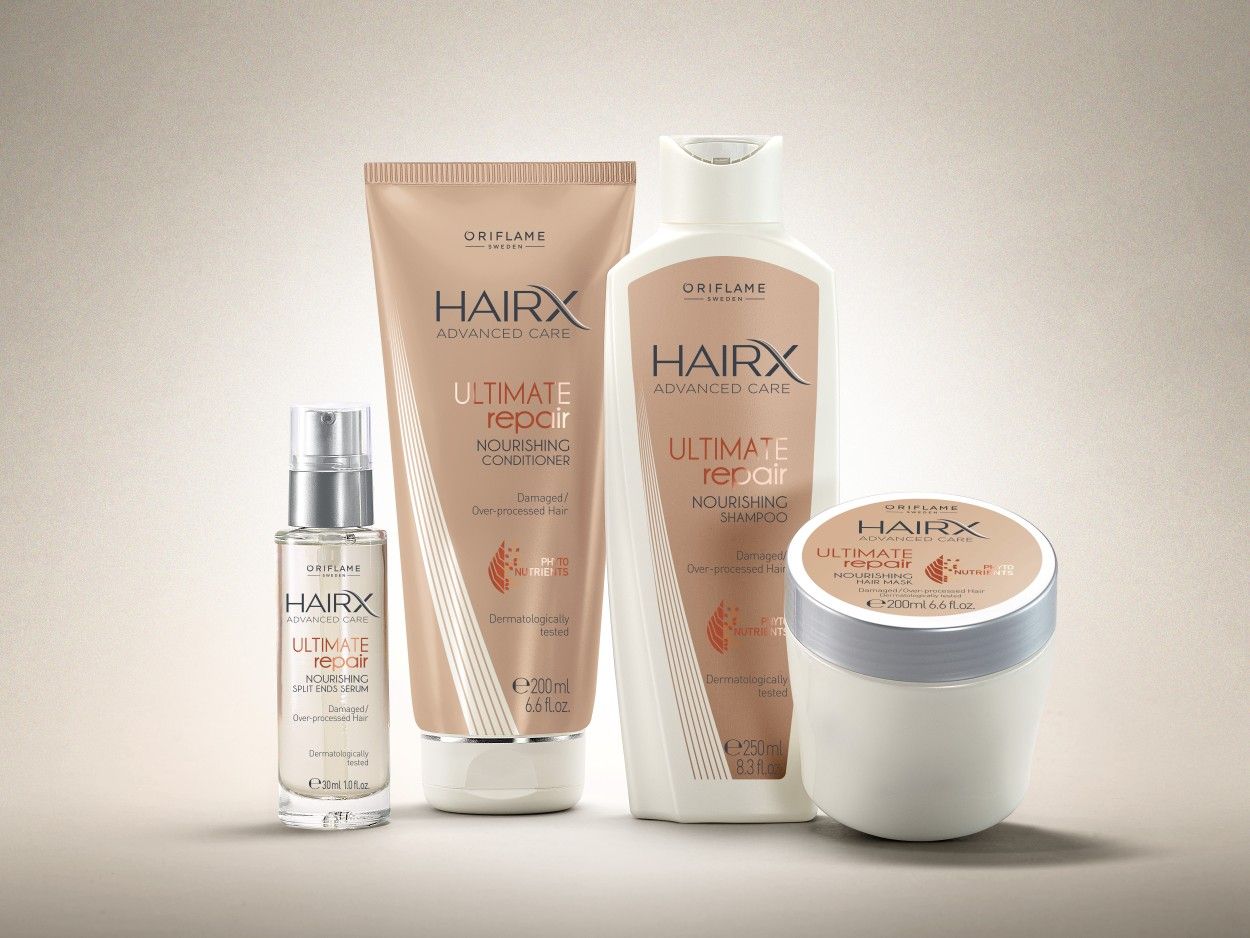 ORIFLAME
SWEDEN
HAIRX
ADVANCED CARE
ULTIMATE
repair
NOURISHING
SPLIT ENDS SERUM
Damaged/
Over-processed Hair
Dermatologically
tested
℮30ml 1.0fl.oz.
ORIFLAME
SWEDEN
HAIRX
ADVANCED CARE
ULTIMATE
repair
NOURISHING
CONDITIONER
Damaged/
Over-processed Hair
PHYTO
NUTRIENTS
Dermatologically
tested
℮200ml
6.6 fl.oz.
ORIFLAME
SWEDEN
HAIRX
ADVANCED CARE
ULTIMATE
repair
NOURISHING
SHAMPOO
Damaged/
Over-processed Hair
PHYTO
NUTRIENTS
Dermatologically
tested
℮250ml
8.3 fl.oz.
ORIFLAME
SWEDEN
HAIRX
ADVANCED CARE
ULTIMATE
repair
NOURISHING
HAIR MASK
PHYTO
NUTRIENTS
Damaged/Over-processed Hair
Dermatologically tested
℮200ml 6.6 fl.oz.